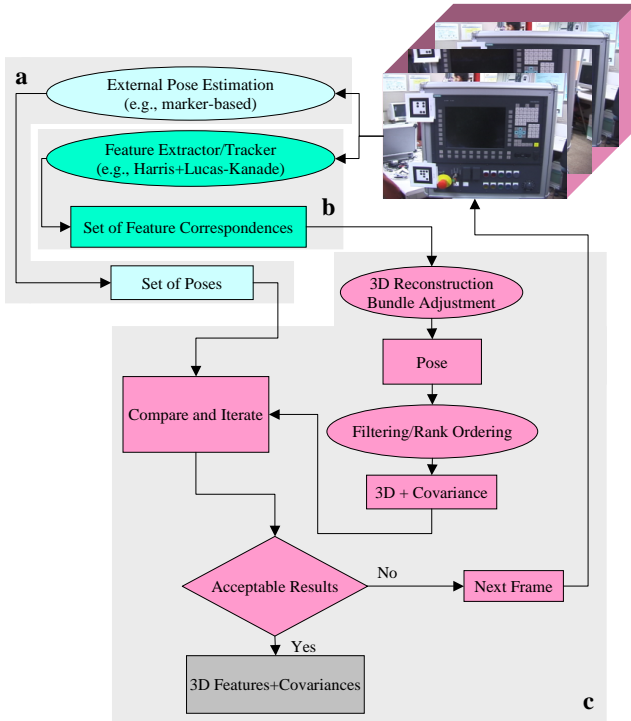 a
External Pose Estimation
(e.g., marker-based)
Feature Extractor/Tracker
(e.g., Harris+Lucas-Kanade)
b
Set of Feature Correspondences
Set of Poses
3D Reconstruction
Bundle Adjustment
Pose
Compare and Iterate
Filtering/Rank Ordering
3D + Covariance
Acceptable Results
No
Next Frame
Yes
3D Features+Covariances
c